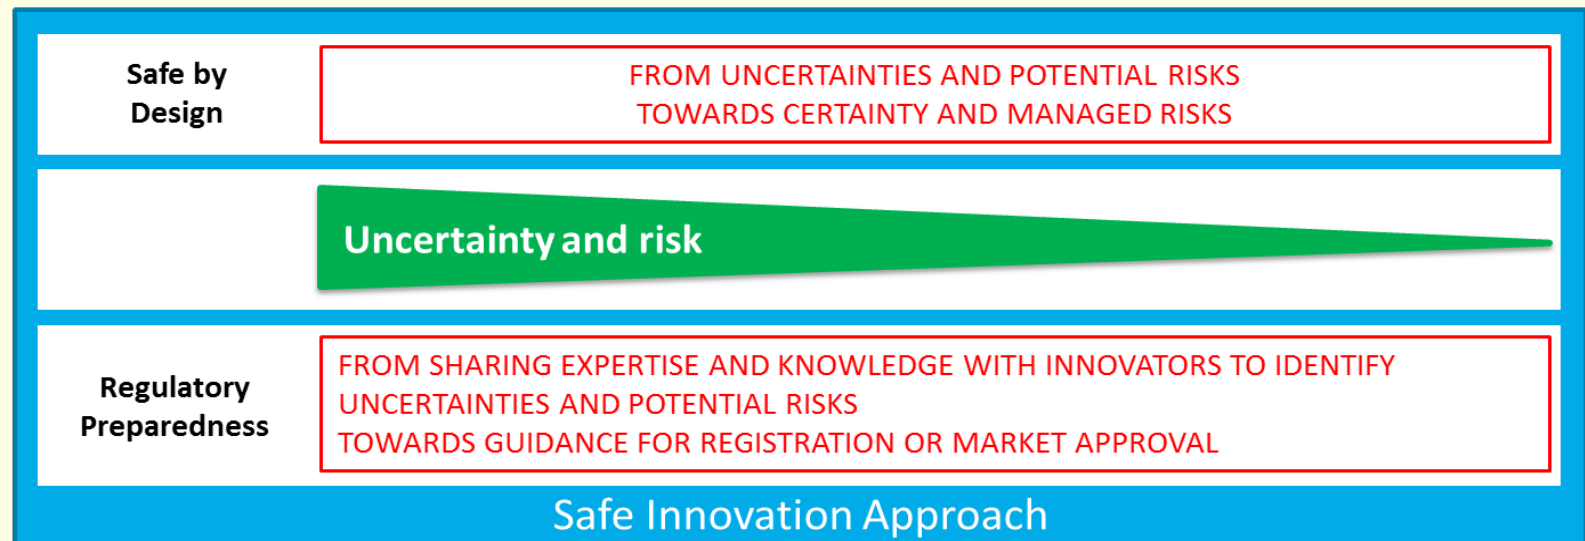 Safe by
Design
FROM UNCERTAINTIES AND POTENTIAL RISKS
TOWARDS CERTAINTY AND MANAGED RISKS
Uncertainty and risk
Regulatory
Preparedness
FROM SHARING EXPERTISE AND KNOWLEDGE WITH INNOVATORS TO IDENTIFY
UNCERTAINTIES AND POTENTIAL RISKS
TOWARDS GUIDANCE FOR REGISTRATION OR MARKET APPROVAL
Safe Innovation Approach